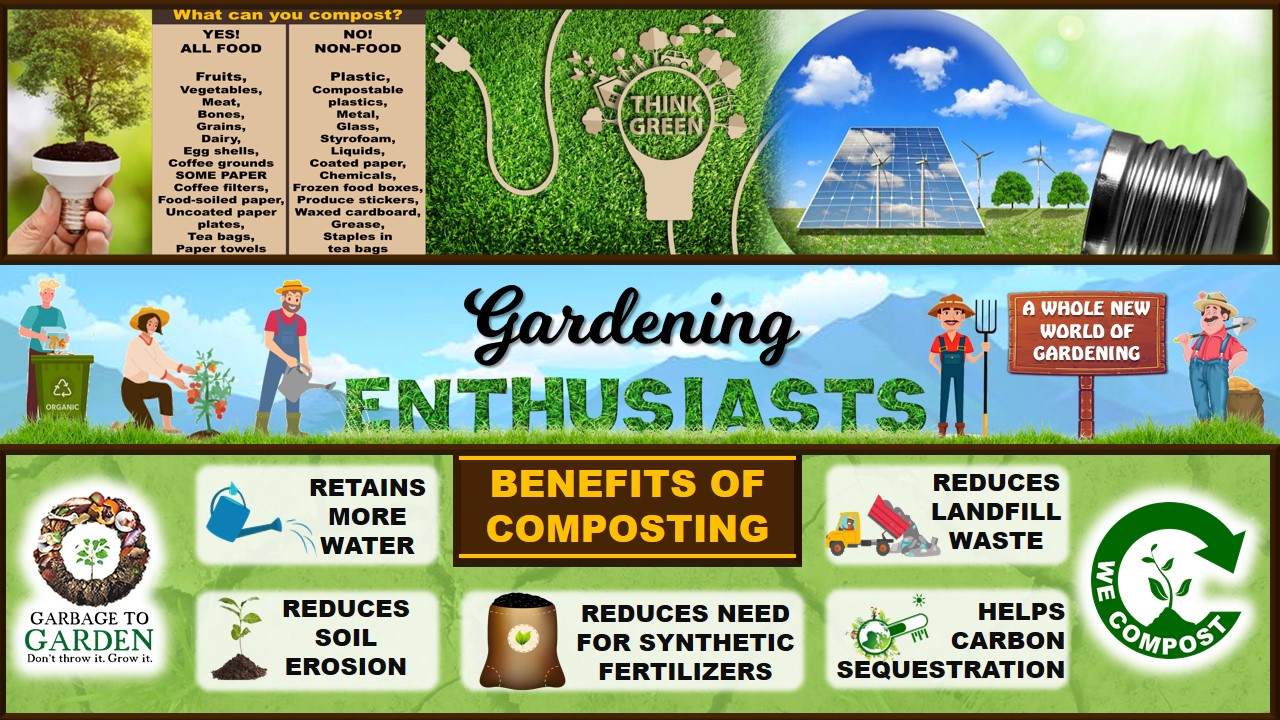 What can you compost?
YES!
ALL FOOD
Fruits,
Vegetables,
Meat,
Bones,
Grains,
Dairy,
Egg shells,
Coffee grounds
SOME PAPER
Coffee filters,
Food-soiled paper,
Uncoated paper
plates,
Tea bags,
Paper towels
NO!
NON-FOOD
Plastic,
Compostable
plastics,
Metal,
Glass,
Styrofoam,
Liquids,
Coated paper,
Chemicals,
Frozen food boxes,
Produce stickers,
Waxed cardboard,
Grease,
Staples in
tea bags
THINK
GREEN
ORGANIC
Gardening
ENTHUSIASTS
A WHOLE NEW
WORLD OF
GARDENING
GARBAGE TO
GARDEN
Don't throw it. Grow it.
RETAINS
MORE
WATER
REDUCES
SOIL
EROSION
BENEFITS OF
COMPOSTING
REDUCES NEED
FOR SYNTHETIC
FERTILIZERS
REDUCES
LANDFILL
WASTE
HELPS
CARBON
SEQUESTRATION
WE COMPOST